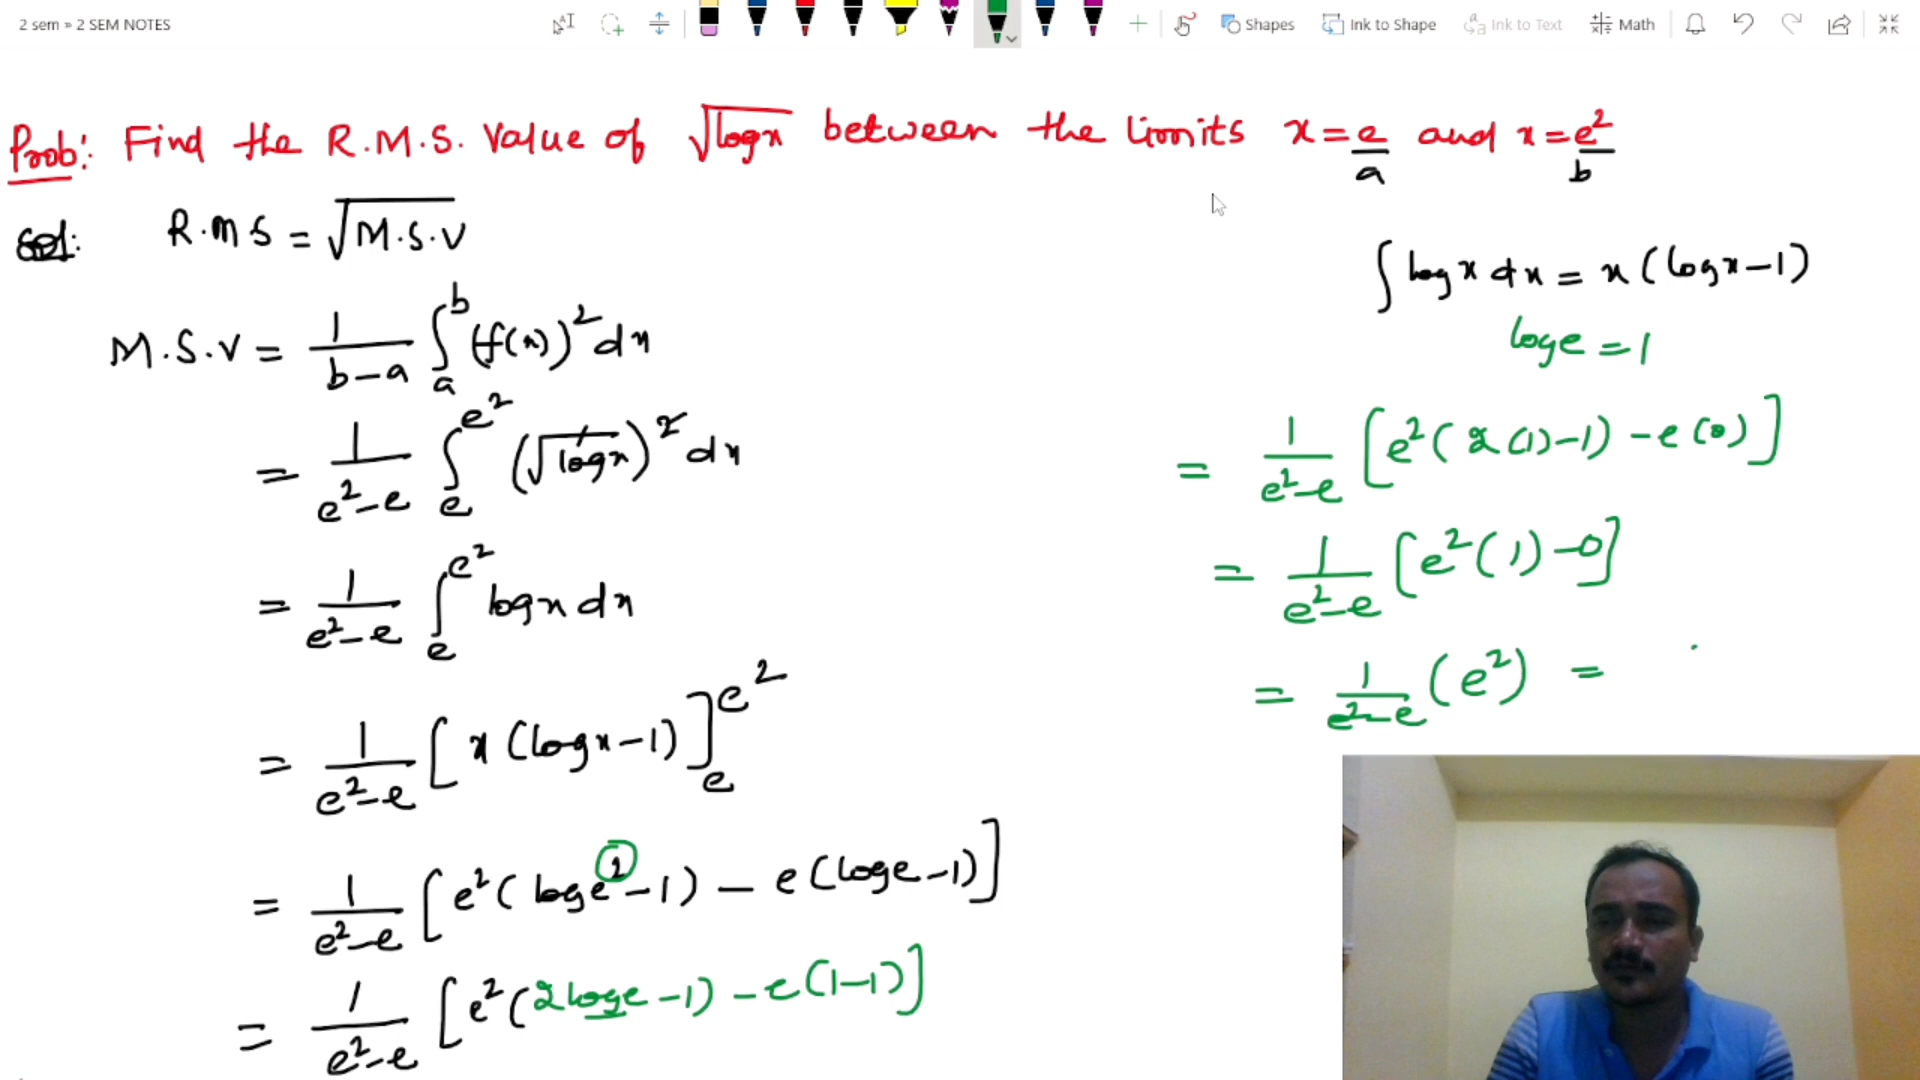 2 sem » 2 SEM NOTES
Shapes
Ink to Shape
Ink to Text
Math
Prob: Find the R.M.S. Value of √logx between the limits x=e and x=e²
a b
Sol: R.M.S = √M.S.V
M.S.V = 1/(b-a) ∫_a^b (f(x))² dx
= 1/(e²-e) ∫_e^e² (√logx)² dx
= 1/(e²-e) ∫_e^e² logx dx
= 1/(e²-e) [x (logx-1)]_e^e²
= 1/(e²-e) [e²(loge²-1) - e(loge-1)]
= 1/(e²-e) [e²(2loge-1) - e(1-1)]
∫logx dx = x(logx-1)
loge = 1
= 1/(e²-e) [e²(2(1)-1) - e(0)]
= 1/(e²-e) [e²(1)-0]
= 1/(e²-e) (e²) =